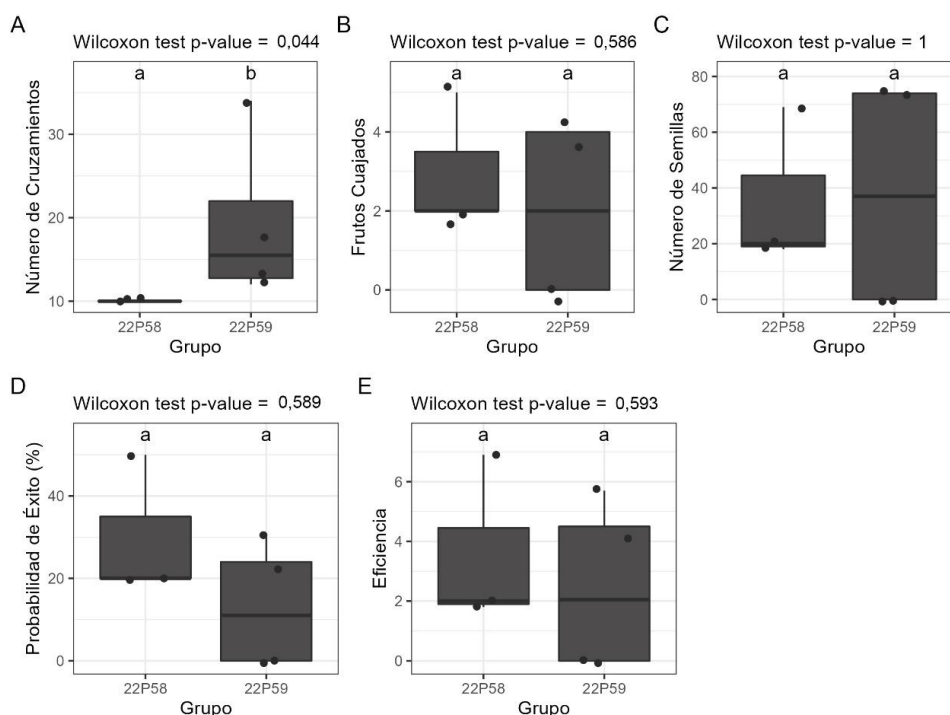 A
Wilcoxon test p-value = 0,044
a b
Número de Cruzamientos
30
20
10
22P58 22P59
Grupo
B
Wilcoxon test p-value = 0,586
a a
Frutos Cuajados
4
2
0
22P58 22P59
Grupo
C
Wilcoxon test p-value = 1
a a
Número de Semillas
80
60
40
20
0
22P58 22P59
Grupo
D
Wilcoxon test p-value = 0,589
a a
Probabilidad de Éxito (%)
40
20
0
22P58 22P59
Grupo
E
Wilcoxon test p-value = 0,593
a a
Eficiencia
6
4
2
0
22P58 22P59
Grupo